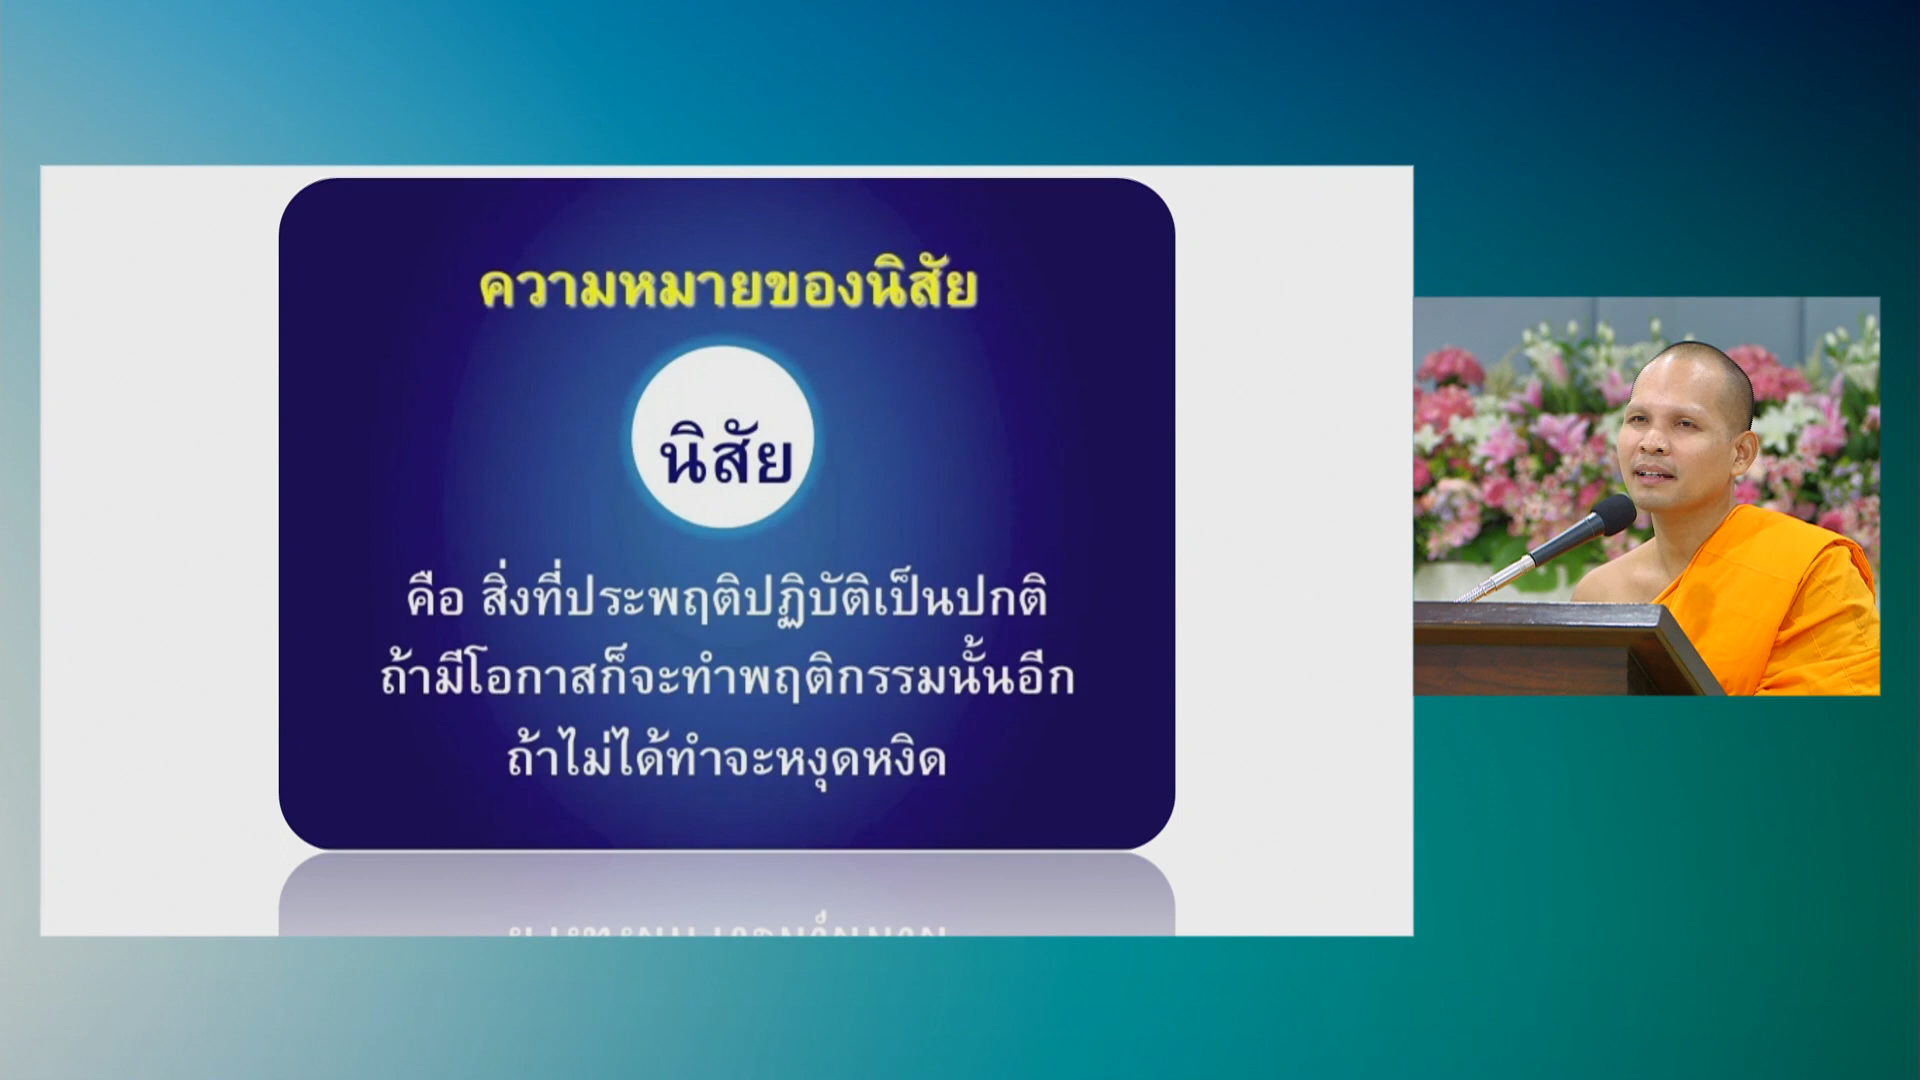 ความหมายของนิสัย
นิสัย
คือ สิ่งที่ประพฤติปฏิบัติเป็นปกติ
ถ้ามีโอกาสก็จะทำพฤติกรรมนั้นอีก
ถ้าไม่ได้ทำจะหงุดหงิด